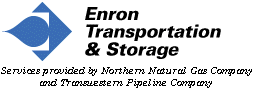 Enron
Transportation
& Storage
Services provided by Northern Natural Gas Company
and Transwestern Pipeline Company